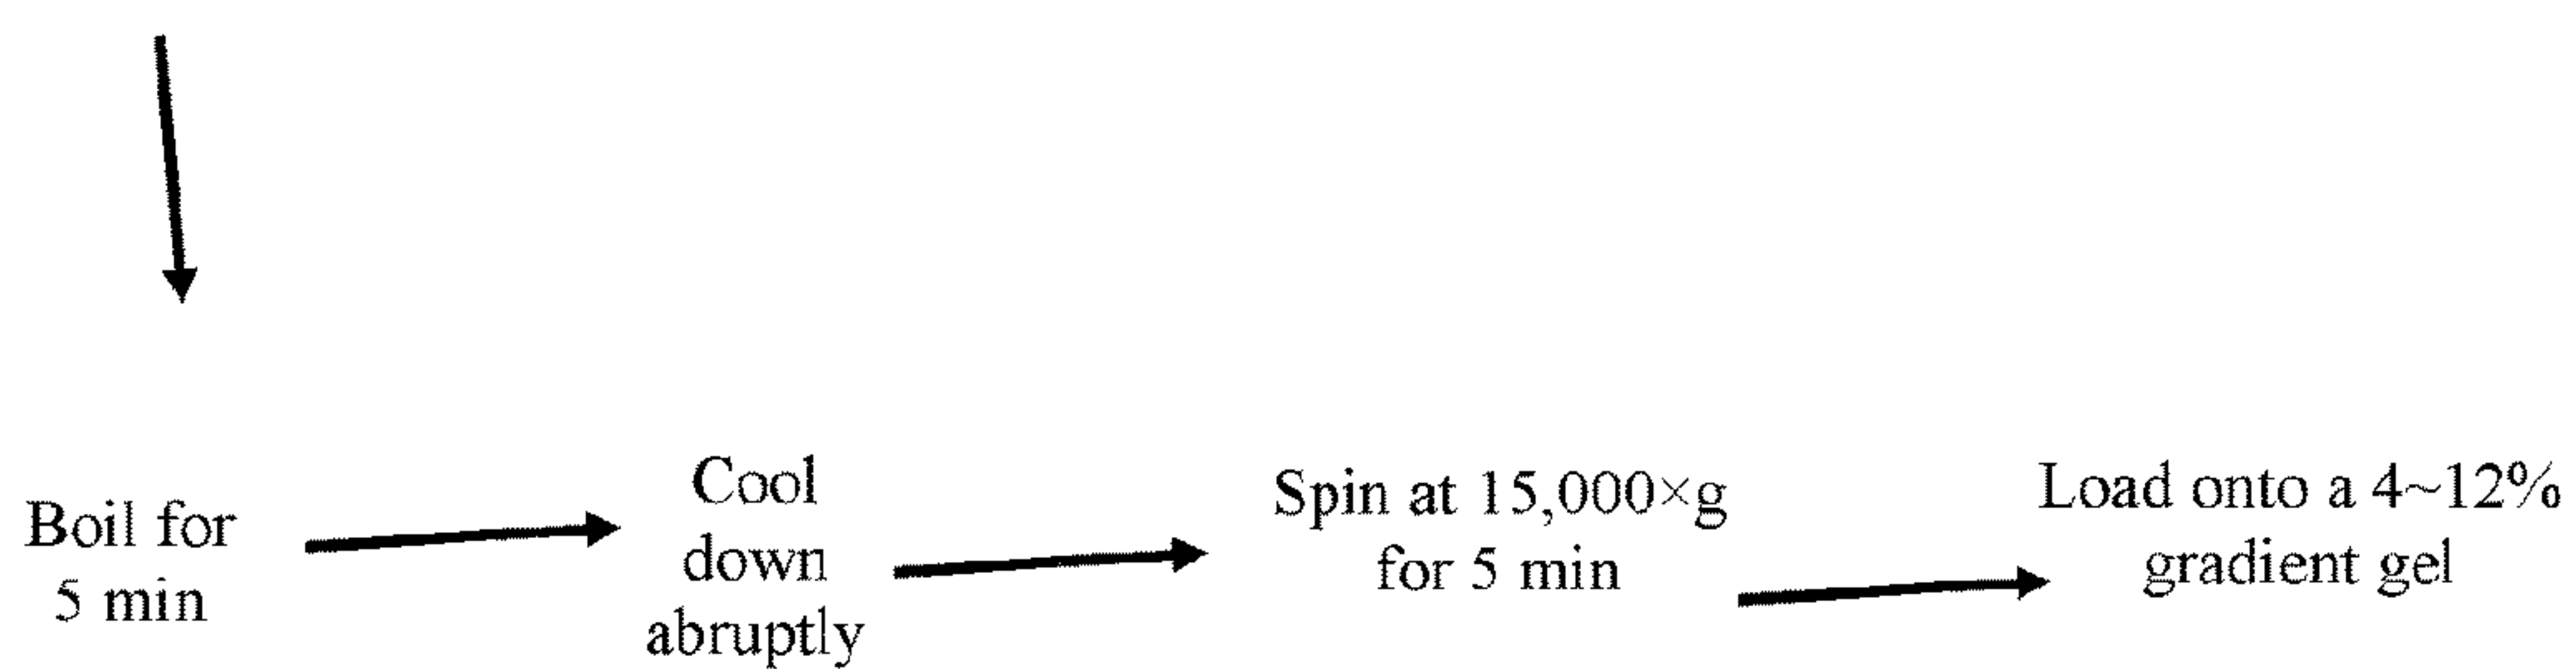 Boil for
5 min
Cool
down
abruptly
Spin at 15,000×g
for 5 min
Load onto a 4~12%
gradient gel